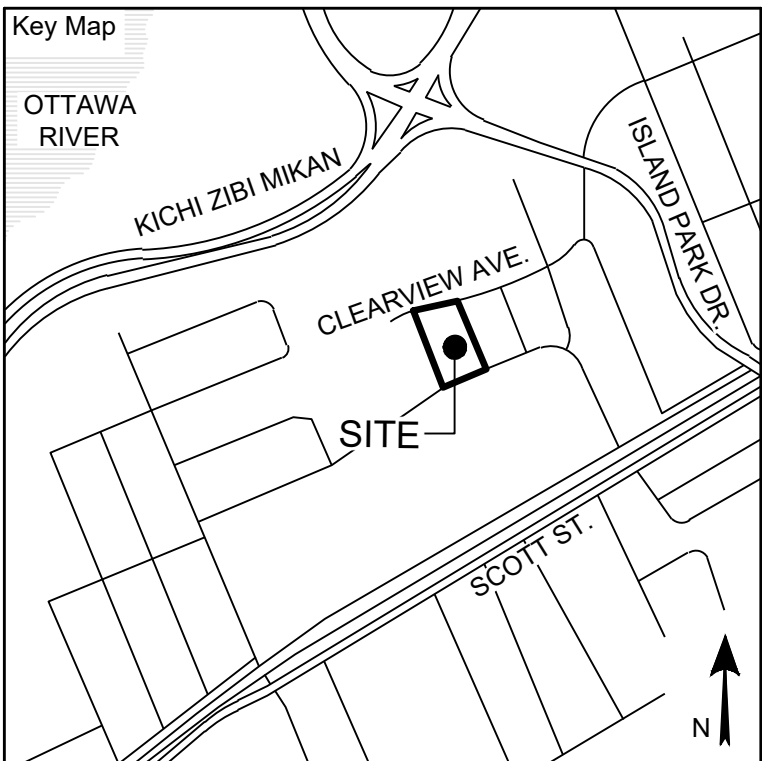 Key Map
OTTAWA
RIVER
KICHI ZIBI MIKAN
ISLAND PARK DR.
CLEARVIEW AVE.
SITE
SCOTT ST.
N